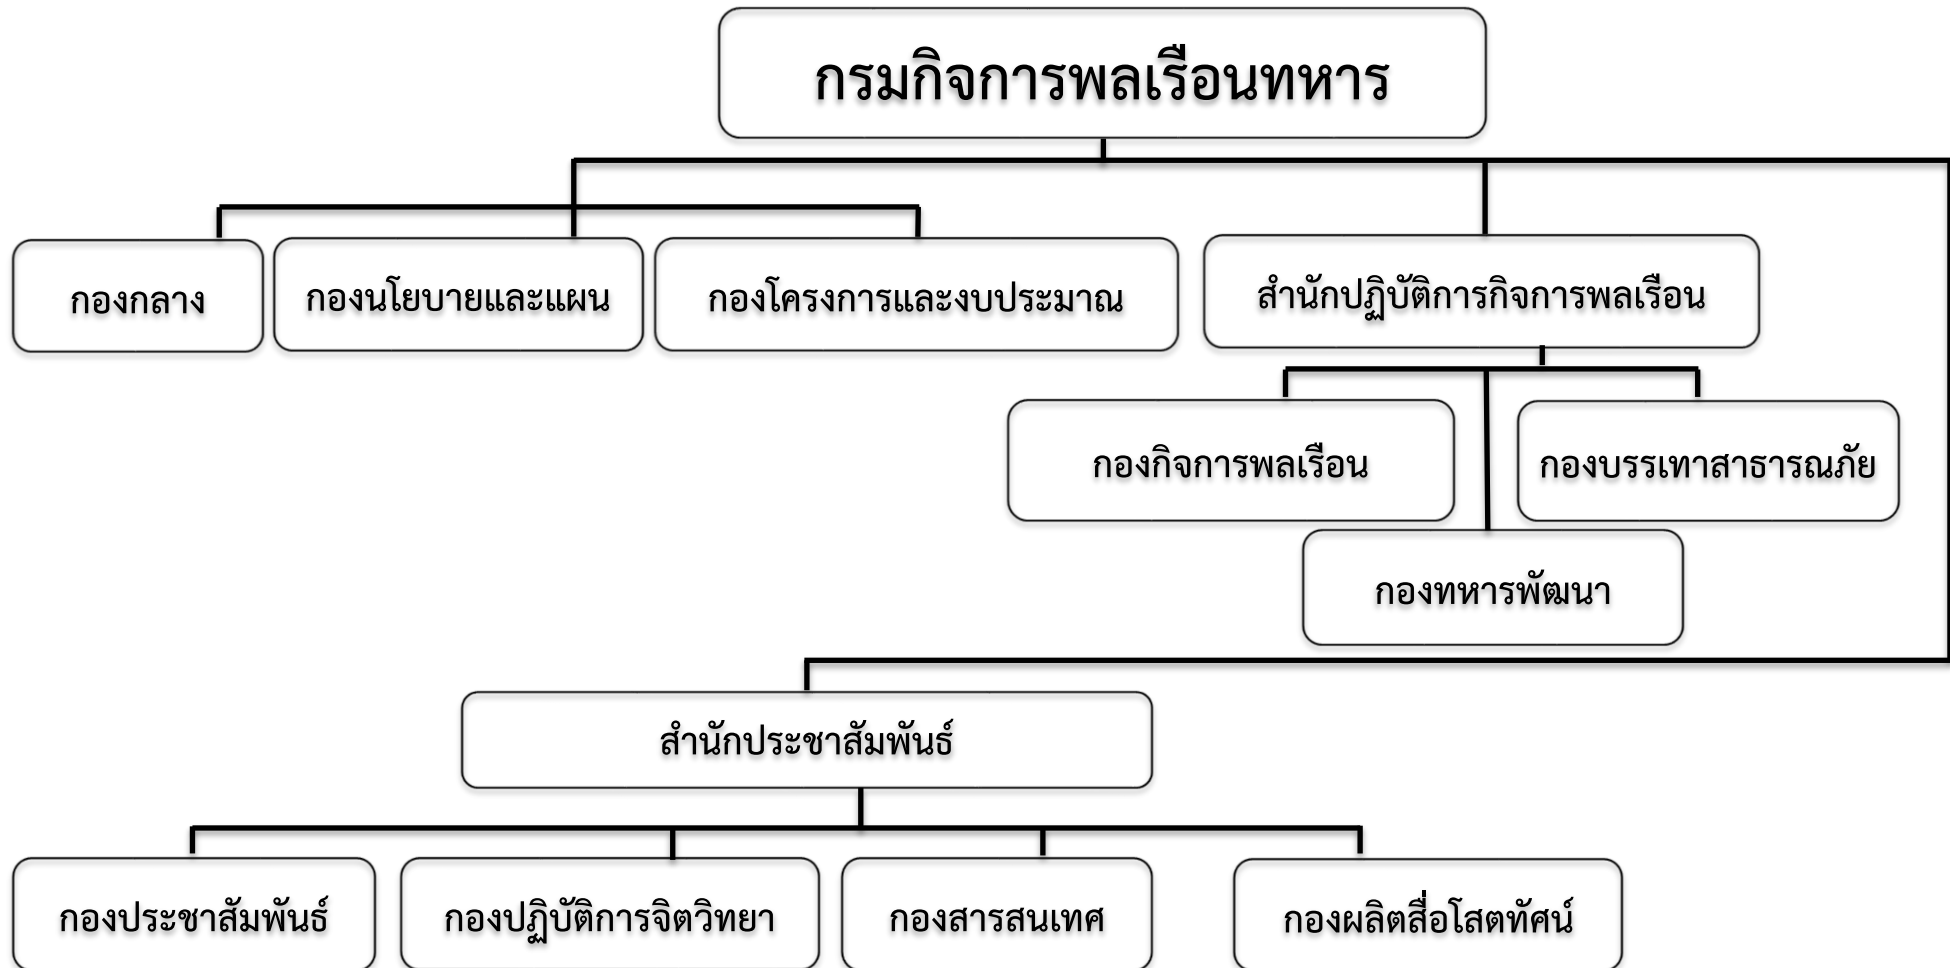 กรมกิจการพลเรือนทหาร
กองกลาง
กองนโยบายและแผน
กองโครงการและงบประมาณ
สำนักปฏิบัติการกิจการพลเรือน
กองกิจการพลเรือน
กองบรรเทาสาธารณภัย
กองทหารพัฒนา
สำนักประชาสัมพันธ์
กองประชาสัมพันธ์
กองปฏิบัติการจิตวิทยา
กองสารสนเทศ
กองผลิตสื่อโสตทัศน์